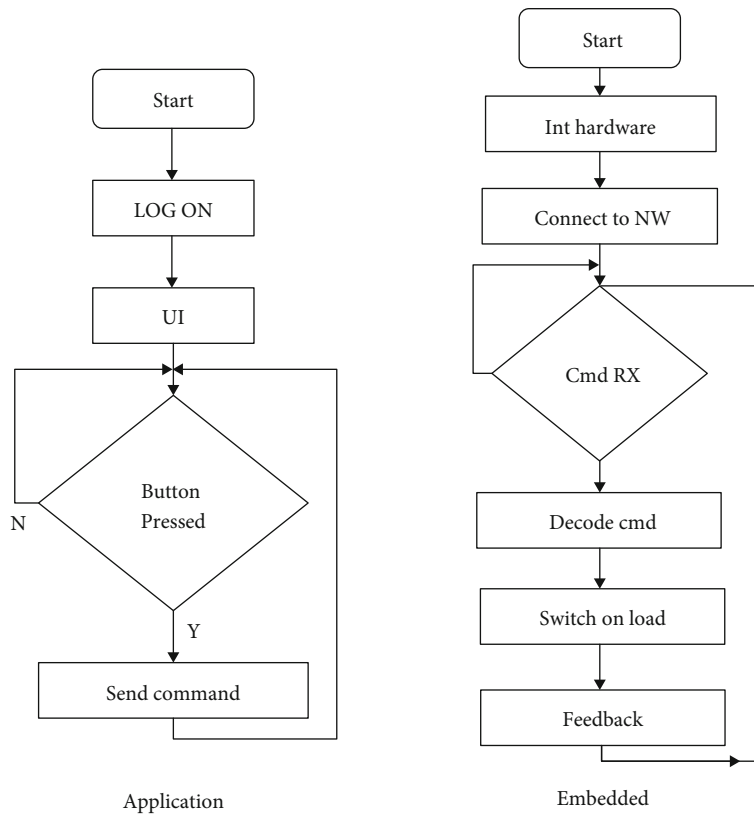 Start
LOG ON
UI
Button
Pressed
N
Y
Send command
Application
Start
Int hardware
Connect to NW
Cmd RX
Decode cmd
Switch on load
Feedback
Embedded